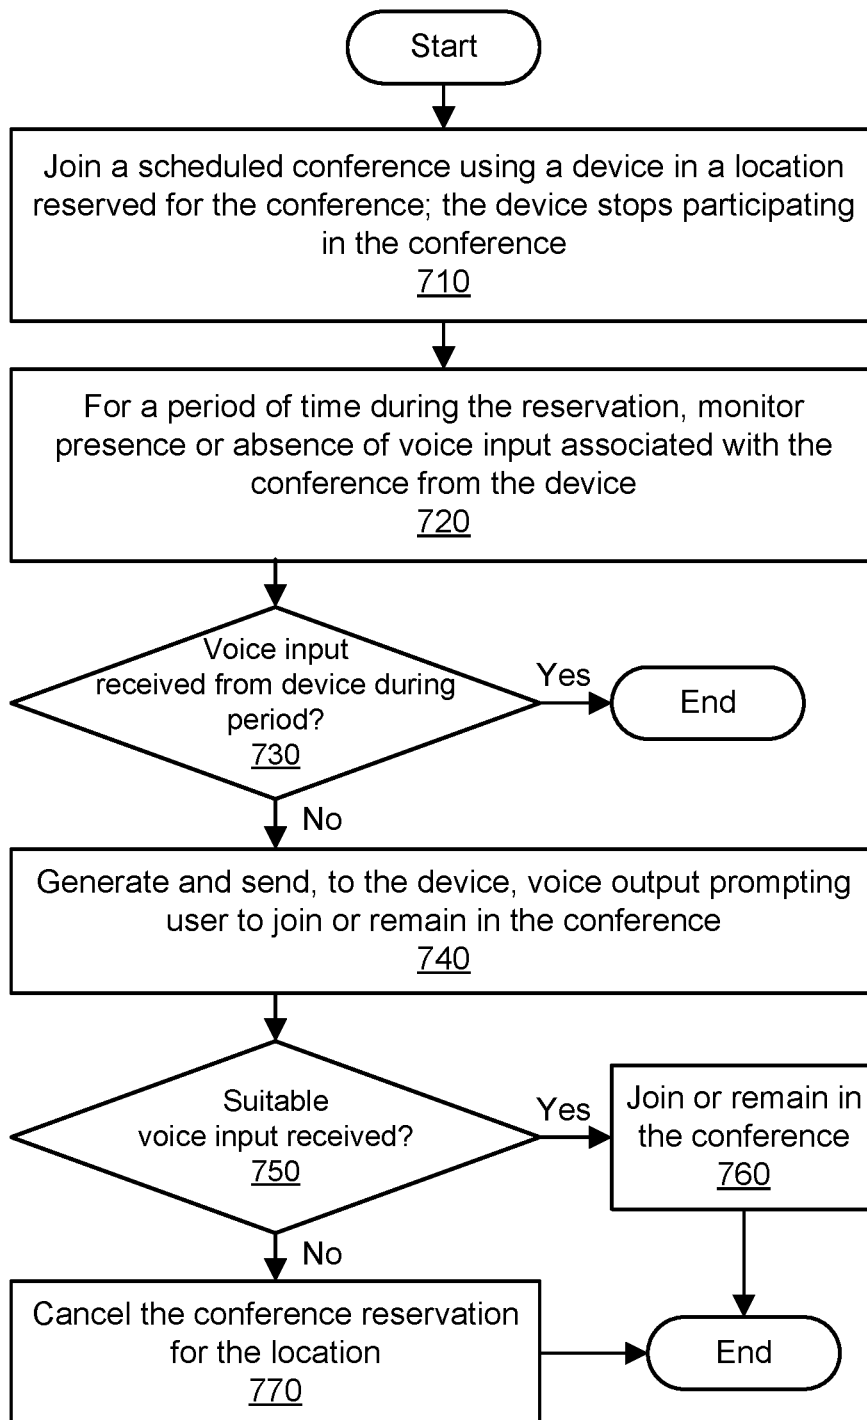 Start
Join a scheduled conference using a device in a location
reserved for the conference; the device stops participating
in the conference
710
For a period of time during the reservation, monitor
presence or absence of voice input associated with the
conference from the device
720
Voice input
received from device during
period?
730
Yes
End
No
Generate and send, to the device, voice output prompting
user to join or remain in the conference
740
Suitable
voice input received?
750
Yes
Join or remain in
the conference
760
No
Cancel the conference reservation
for the location
770
End